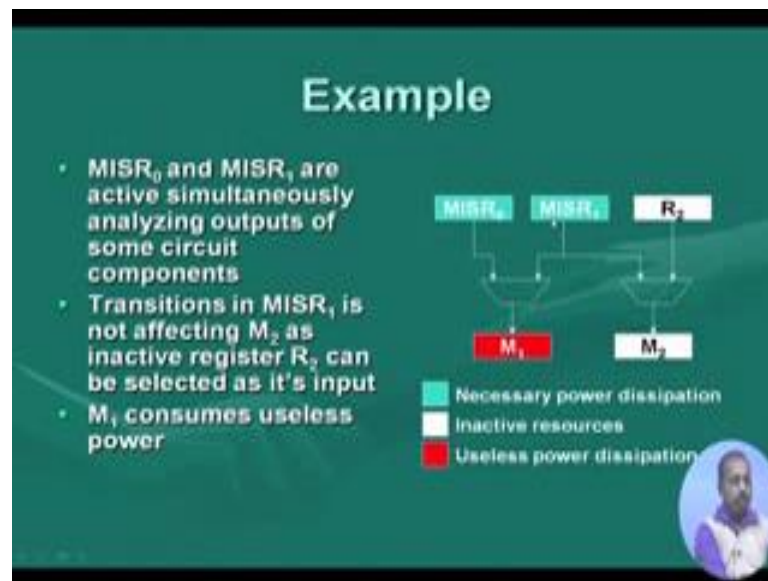 Example
• MISR₀ and MISR₁ are
active simultaneously
analyzing outputs of
some circuit
components
• Transitions in MISR₁ is
not affecting M₂ as
inactive register R₂ can
be selected as it's input
• M₁ consumes useless
power
MISR₀ MISR₁ R₂
M₁ M₂
Necessary power dissipation
Inactive resources
Useless power dissipation